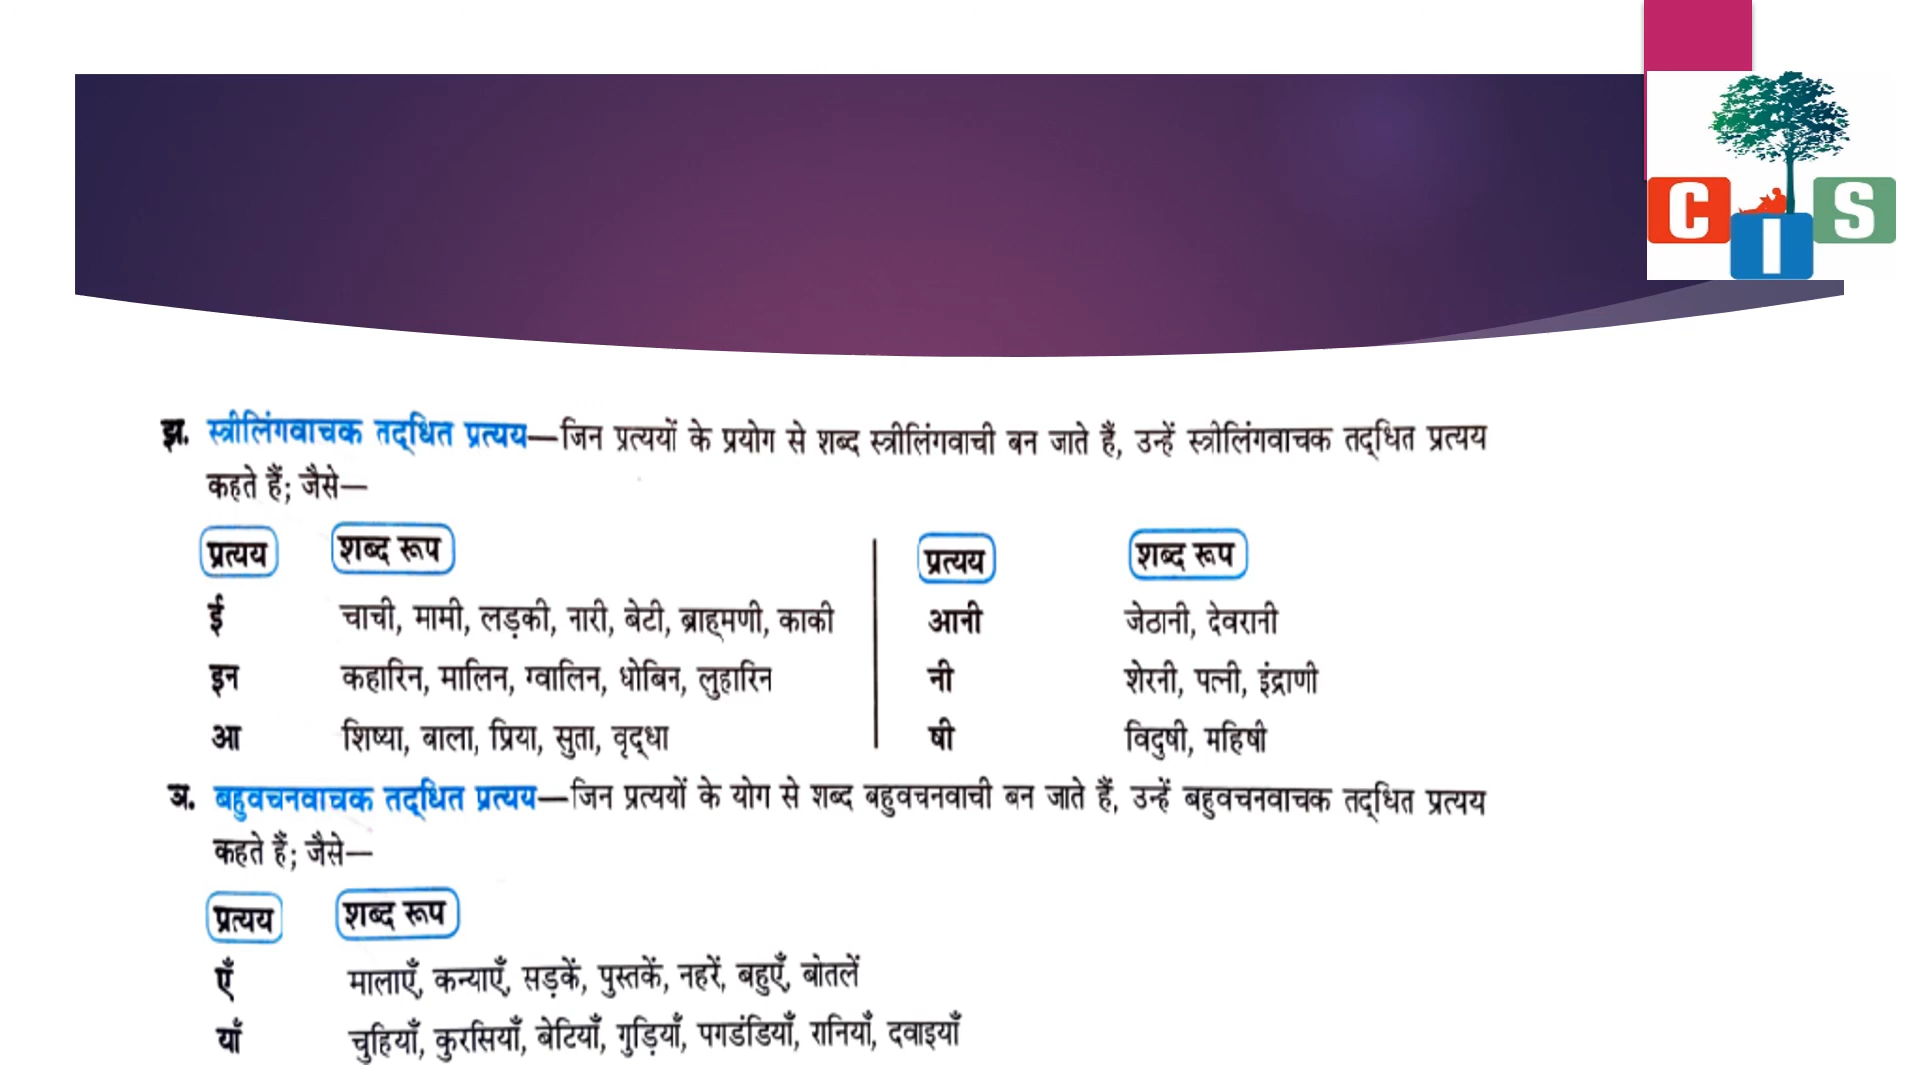 C I S
झ. स्त्रीलिंगवाचक तद्‌धित प्रत्यय—जिन प्रत्ययों के प्रयोग से शब्द स्त्रीलिंगवाची बन जाते हैं, उन्हें स्त्रीलिंगवाचक तद्‌धित प्रत्यय
कहते हैं; जैसे—
प्रत्यय शब्द रूप प्रत्यय शब्द रूप
ई चाची, मामी, लड़की, नारी, बेटी, ब्राह्‌मणी, काकी आनी जेठानी, देवरानी
इन कहारिन, मालिन, ग्वालिन, धोबिन, लुहारिन नी शेरनी, पत्नी, इंद्राणी
आ शिष्या, बाला, प्रिया, सुता, वृद्‌धा षी विदुषी, महिषी
ञ. बहुवचनवाचक तद्‌धित प्रत्यय—जिन प्रत्ययों के योग से शब्द बहुवचनवाची बन जाते हैं, उन्हें बहुवचनवाचक तद्‌धित प्रत्यय
कहते हैं; जैसे—
प्रत्यय शब्द रूप
एँ मालाएँ, कन्याएँ, सड़कें, पुस्तकें, नहरें, बहुएँ, बोतलें
याँ चुहियाँ, कुरसियाँ, बेटियाँ, गुड़ियाँ, पगडंडियाँ, रानियाँ, दवाइयाँ